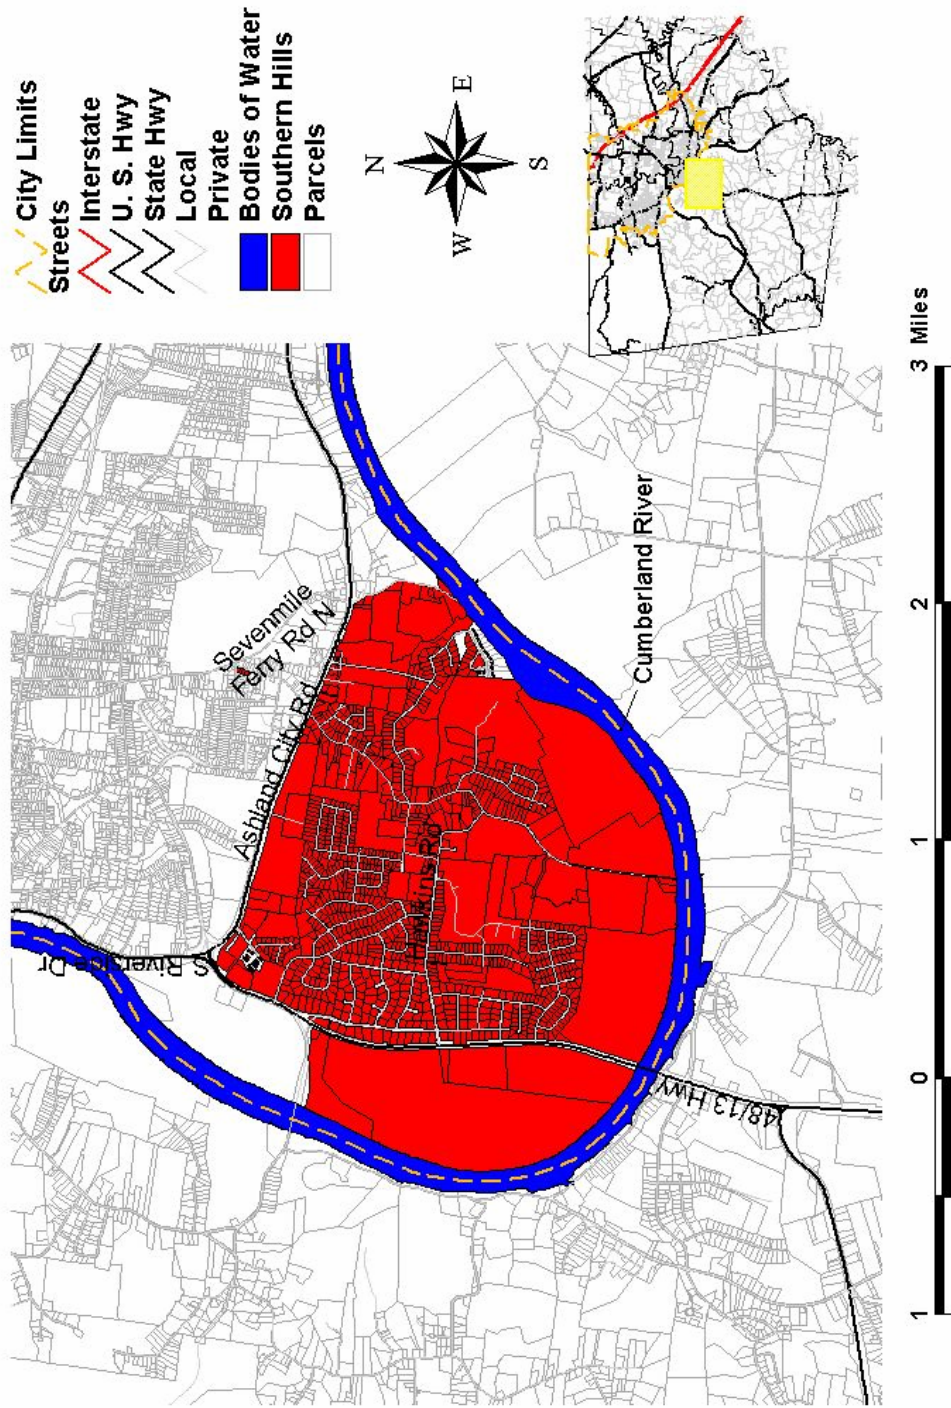 City Limits
Streets
Interstate
U. S. Hwy
State Hwy
Local
Private
Bodies of Water
Southern Hills
Parcels
N
E
S
W
S Riverside Dr
Ashland City Rd
Sevenmile
Ferry Rd N
Rd
48/13 Hwy
Cumberland River
1
0
1
2
3 Miles